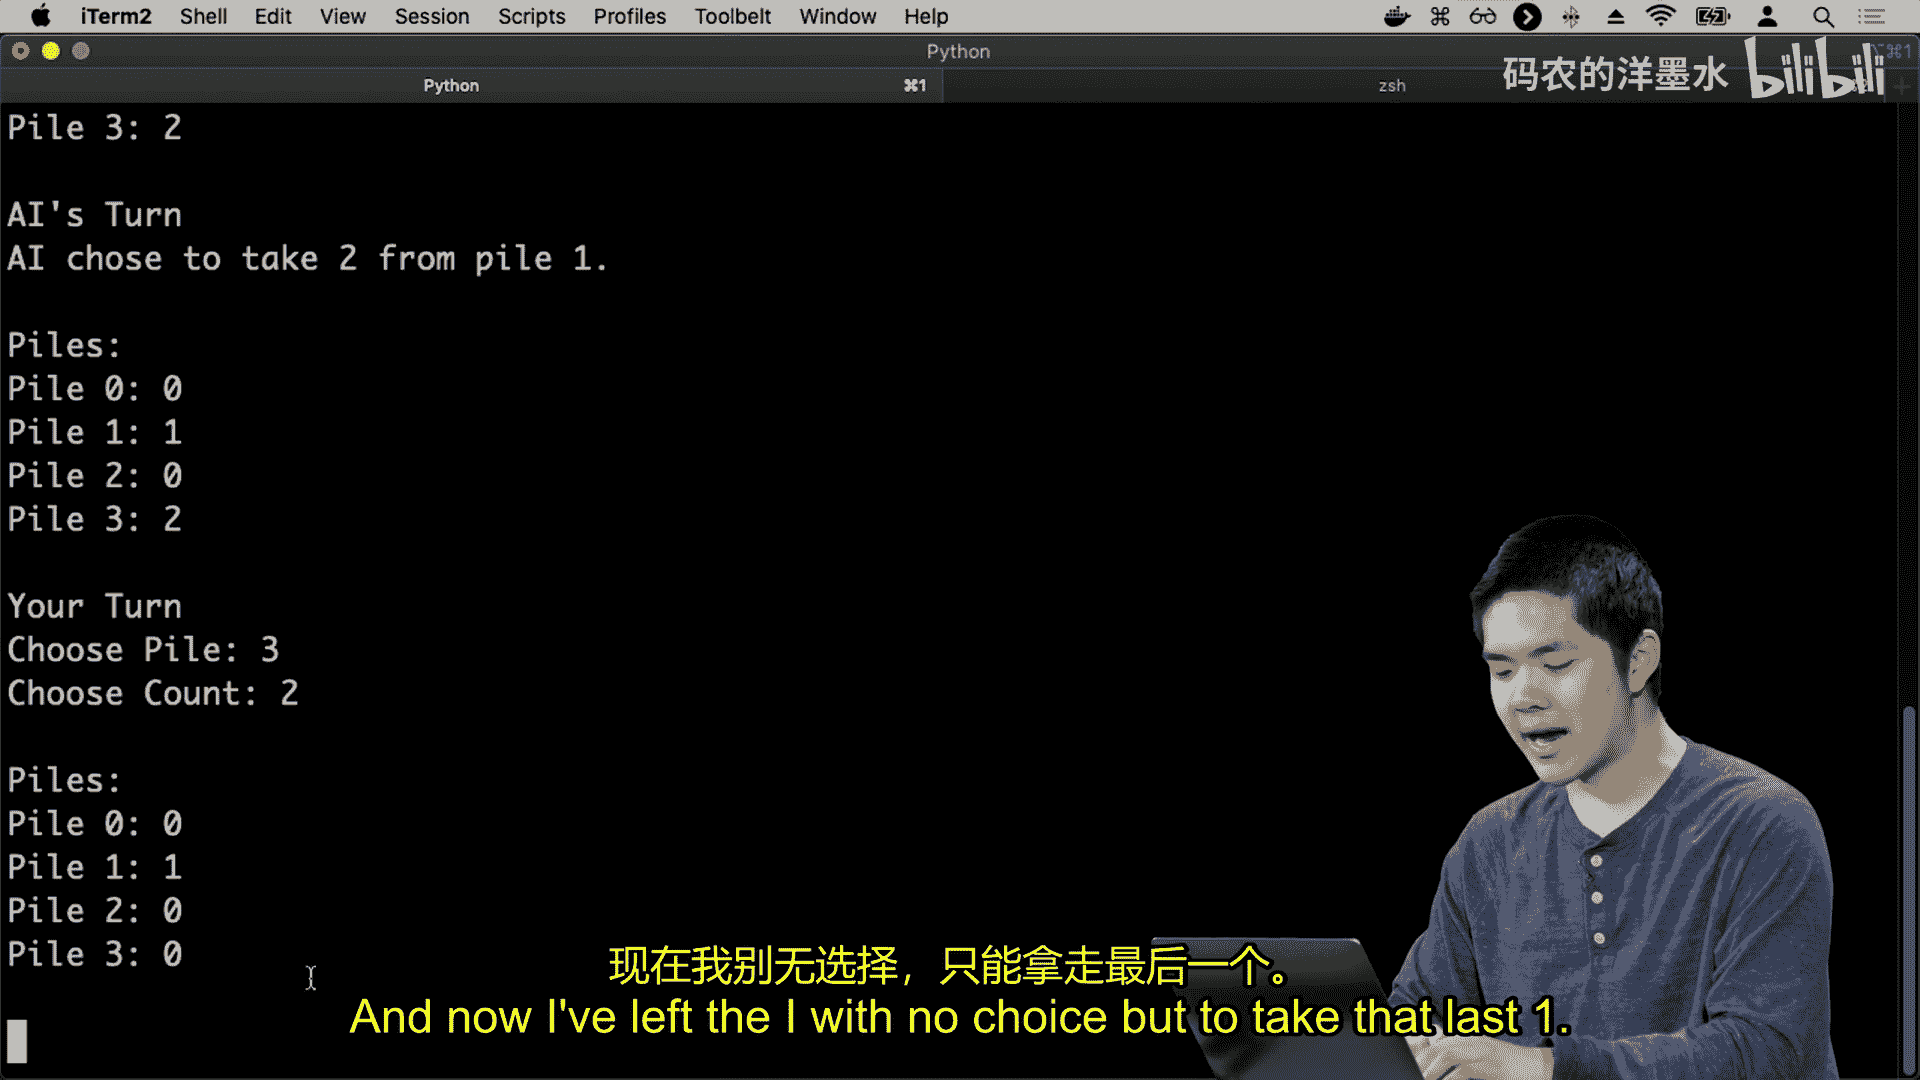 iTerm2 Shell Edit View Session Scripts Profiles Toolbelt Window Help
Python
⌘1
Python ⌘1 zsh
码农的洋墨水 bilibili
Pile 3: 2
AI's Turn
AI chose to take 2 from pile 1.
Piles:
Pile 0: 0
Pile 1: 1
Pile 2: 0
Pile 3: 2
Your Turn
Choose Pile: 3
Choose Count: 2
Piles:
Pile 0: 0
Pile 1: 1
Pile 2: 0
Pile 3: 0
现在我别无选择，只能拿走最后一个。
And now I've left the I with no choice but to take that last 1.